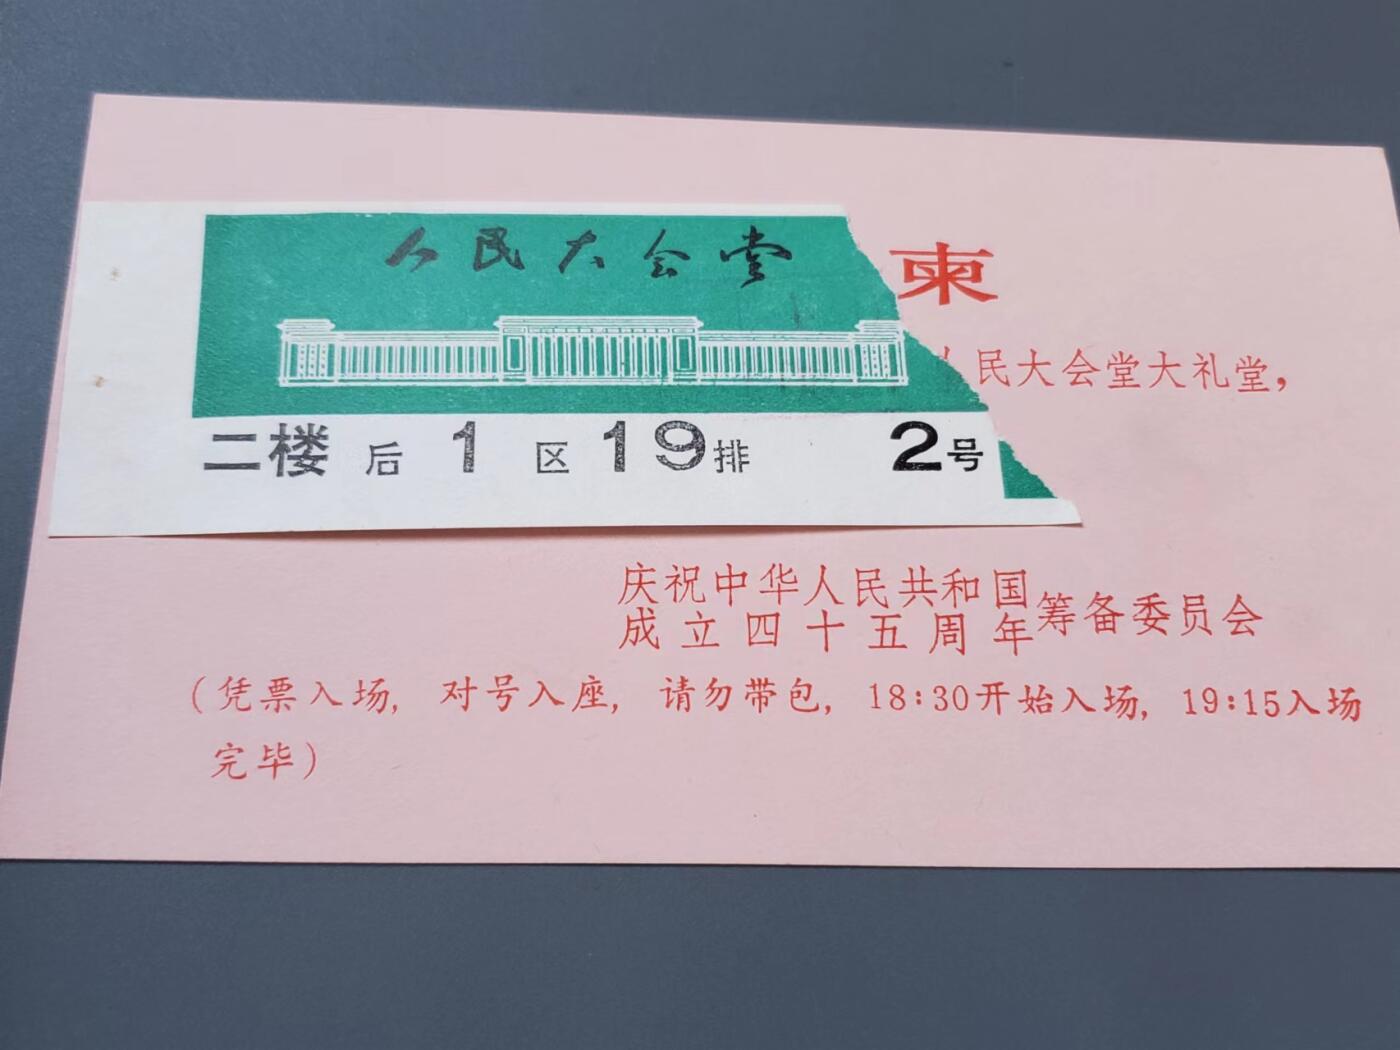 人民大会堂
二楼 后 1 区 19排 2号
柬
民大会堂大礼堂，
庆祝中华人民共和国
成立四十五周年筹备委员会
（凭票入场，对号入座，请勿带包，18:30开始入场，19:15入场
完毕）